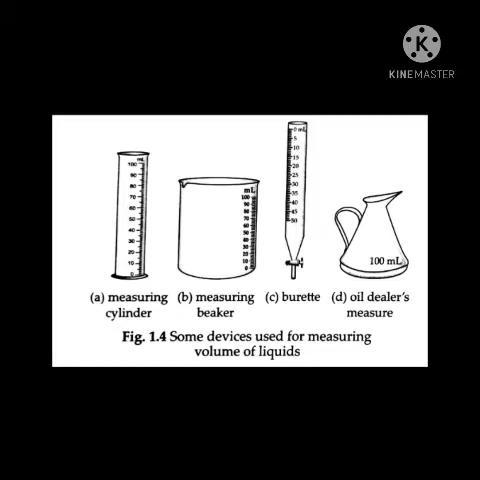 K
KINEMASTER
mL
100
90
80
70
60
50
40
30
20
10
mL
100
90
80
70
60
50
40
30
20
10
0
0 mL
5
10
15
20
25
30
35
40
45
50
100 mL
(a) measuring cylinder
(b) measuring beaker
(c) burette
(d) oil dealer's measure
Fig. 1.4 Some devices used for measuring
volume of liquids